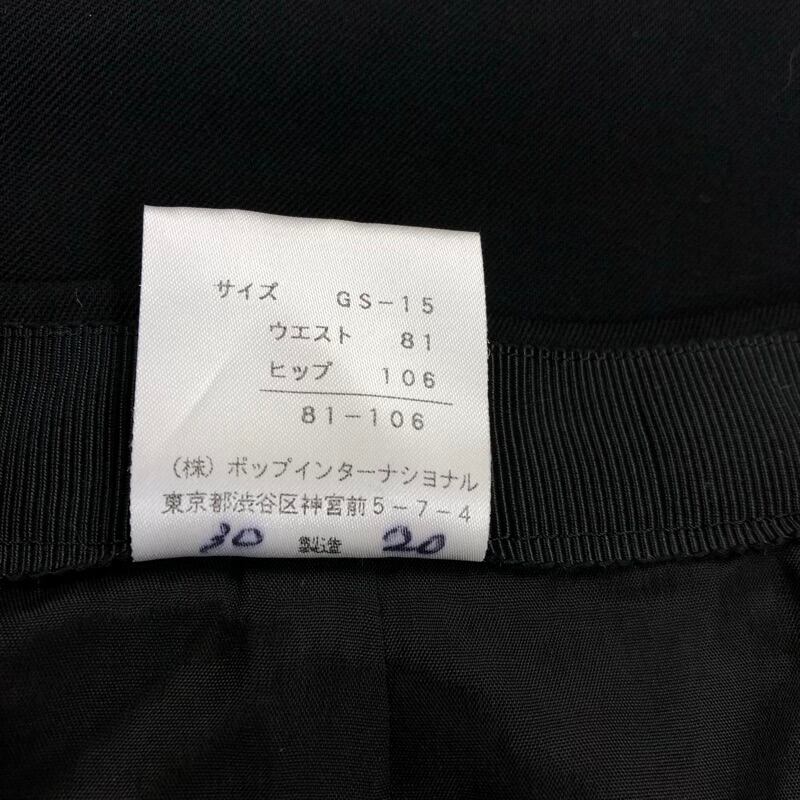 サイズ GS-15
ウエスト 81
ヒップ 106
81-106
(株) ポップインターナショナル
東京都渋谷区神宮前5-7-4
30 製造 20